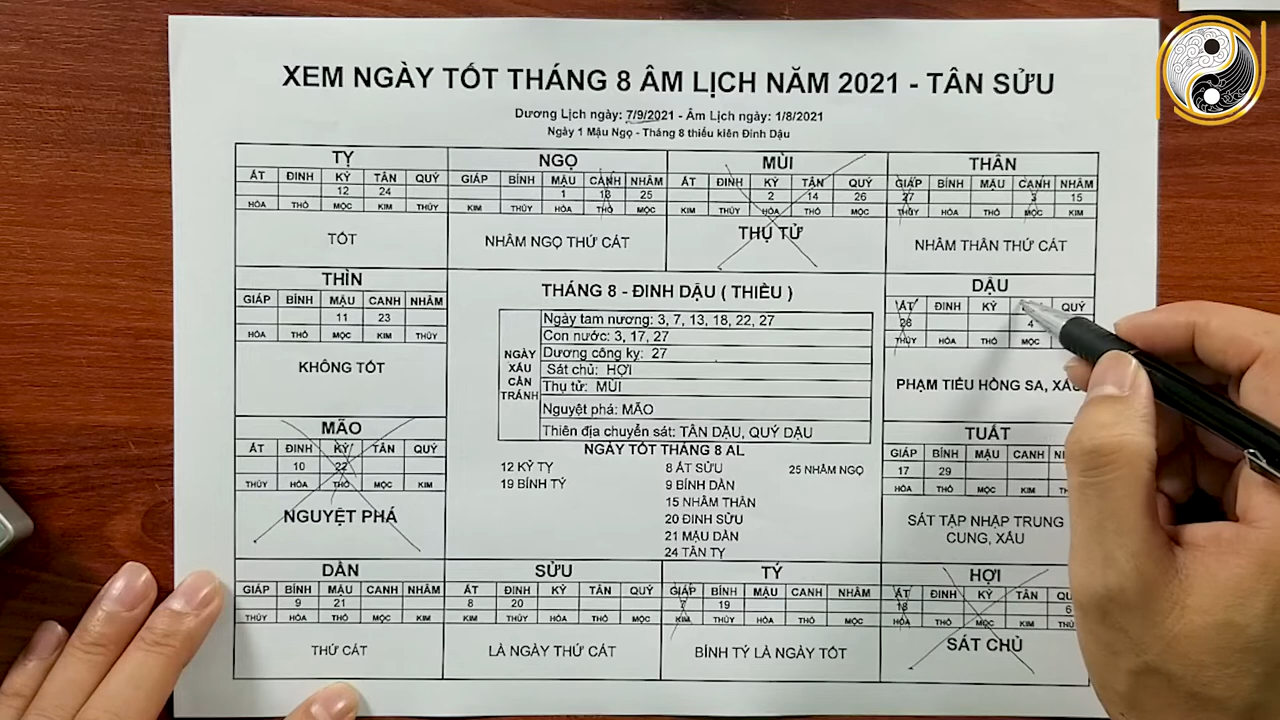 XEM NGÀY TỐT THÁNG 8 ÂM LỊCH NĂM 2021 - TÂN SỬU
Dương Lịch ngày: 7/9/2021 - Âm Lịch ngày: 1/8/2021
Ngày 1 Mậu Ngọ - Tháng 8 thiếu kiên Đinh Dậu
TỴ
ẤT ĐINH KỶ TÂN QUÝ
12 24
HỎA THỔ MỘC KIM THỦY
TỐT
NGỌ
GIÁP BÍNH MẬU CANH NHÂM
1 13 25
KIM THỦY HỎA THỔ MỘC
NHÂM NGỌ THỨ CÁT
MÙI
ẤT ĐINH KỶ TÂN QUÝ
2 14 26
KIM THỦY HỎA THỔ MỘC
THỤ TỬ
THÂN
GIÁP BÍNH MẬU CANH NHÂM
27 3 15
THỦY HỎA THỔ MỘC KIM
NHÂM THÂN THỨ CÁT
THÌN
GIÁP BÍNH MẬU CANH NHÂM
11 23
HỎA THỔ MỘC KIM THỦY
KHÔNG TỐT
THÁNG 8 - ĐINH DẬU ( THIẾU )
NGÀY XẤU CẦN TRÁNH
Ngày tam nương: 3, 7, 13, 18, 22, 27
Con nước: 3, 17, 27
Dương công kỵ: 27
Sát chủ: HỢI
Thụ tử: MÙI
Nguyệt phá: MÃO
Thiên địa chuyển sát: TÂN DẬU, QUÝ DẬU
NGÀY TỐT THÁNG 8 AL
12 KỶ TỴ 8 ẤT SỬU 25 NHÂM NGỌ
19 BÍNH TÝ 9 BÍNH DẦN
15 NHÂM THÂN
20 ĐINH SỬU
21 MẬU DẦN
24 TÂN TỴ
DẬU
ẤT ĐINH KỶ QUÝ
28 4
THỦY HỎA THỔ MỘC
PHẠM TIỂU HỒNG SA, XẤU
MÃO
ẤT ĐINH KỶ TÂN QUÝ
10 22
THỦY HỎA THỔ MỘC KIM
NGUYỆT PHÁ
TUẤT
GIÁP BÍNH MẬU CANH
17 29
HỎA THỔ MỘC KIM
SÁT TẬP NHẬP TRUNG
CUNG, XẤU
DẦN
GIÁP BÍNH MẬU CANH NHÂM
9 21
THỦY HỎA THỔ MỘC KIM
THỨ CÁT
SỬU
ẤT ĐINH KỶ TÂN QUÝ
8 20
KIM THỦY HỎA THỔ MỘC
LÀ NGÀY THỨ CÁT
TÝ
GIÁP BÍNH MẬU CANH NHÂM
7 19
KIM THỦY HỎA THỔ MỘC
BÍNH TÝ LÀ NGÀY TỐT
HỢI
ẤT ĐINH KỶ TÂN
18 6
HỎA THỔ MỘC KIM
SÁT CHỦ